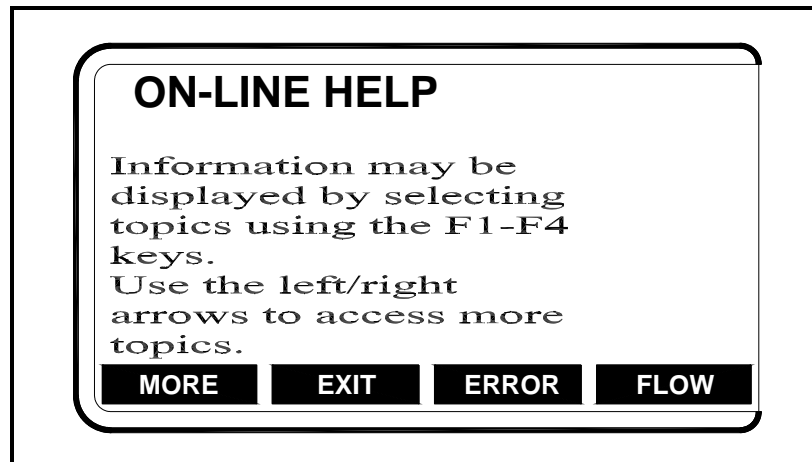 ON-LINE HELP
Information may be
displayed by selecting
topics using the F1-F4
keys.
Use the left/right
arrows to access more
topics.
MORE EXIT ERROR FLOW